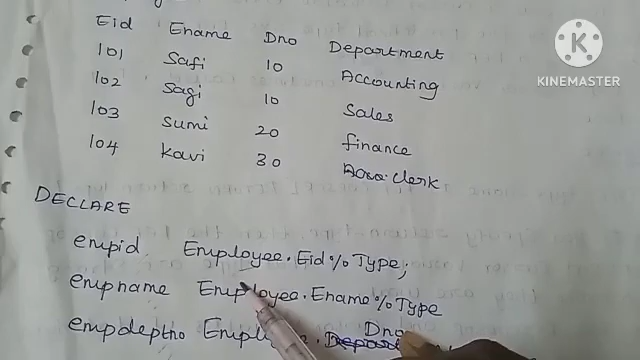 Eid Ename Dno Department
101 Safi 10 Accounting
102 Sagi 10 Sales
103 Sumi 20 finance
104 Kavi 30 clerk
DECLARE
empid Employee.Eid%Type;
empname Employee.Ename%Type
empdeptno Dno
KINEMASTER